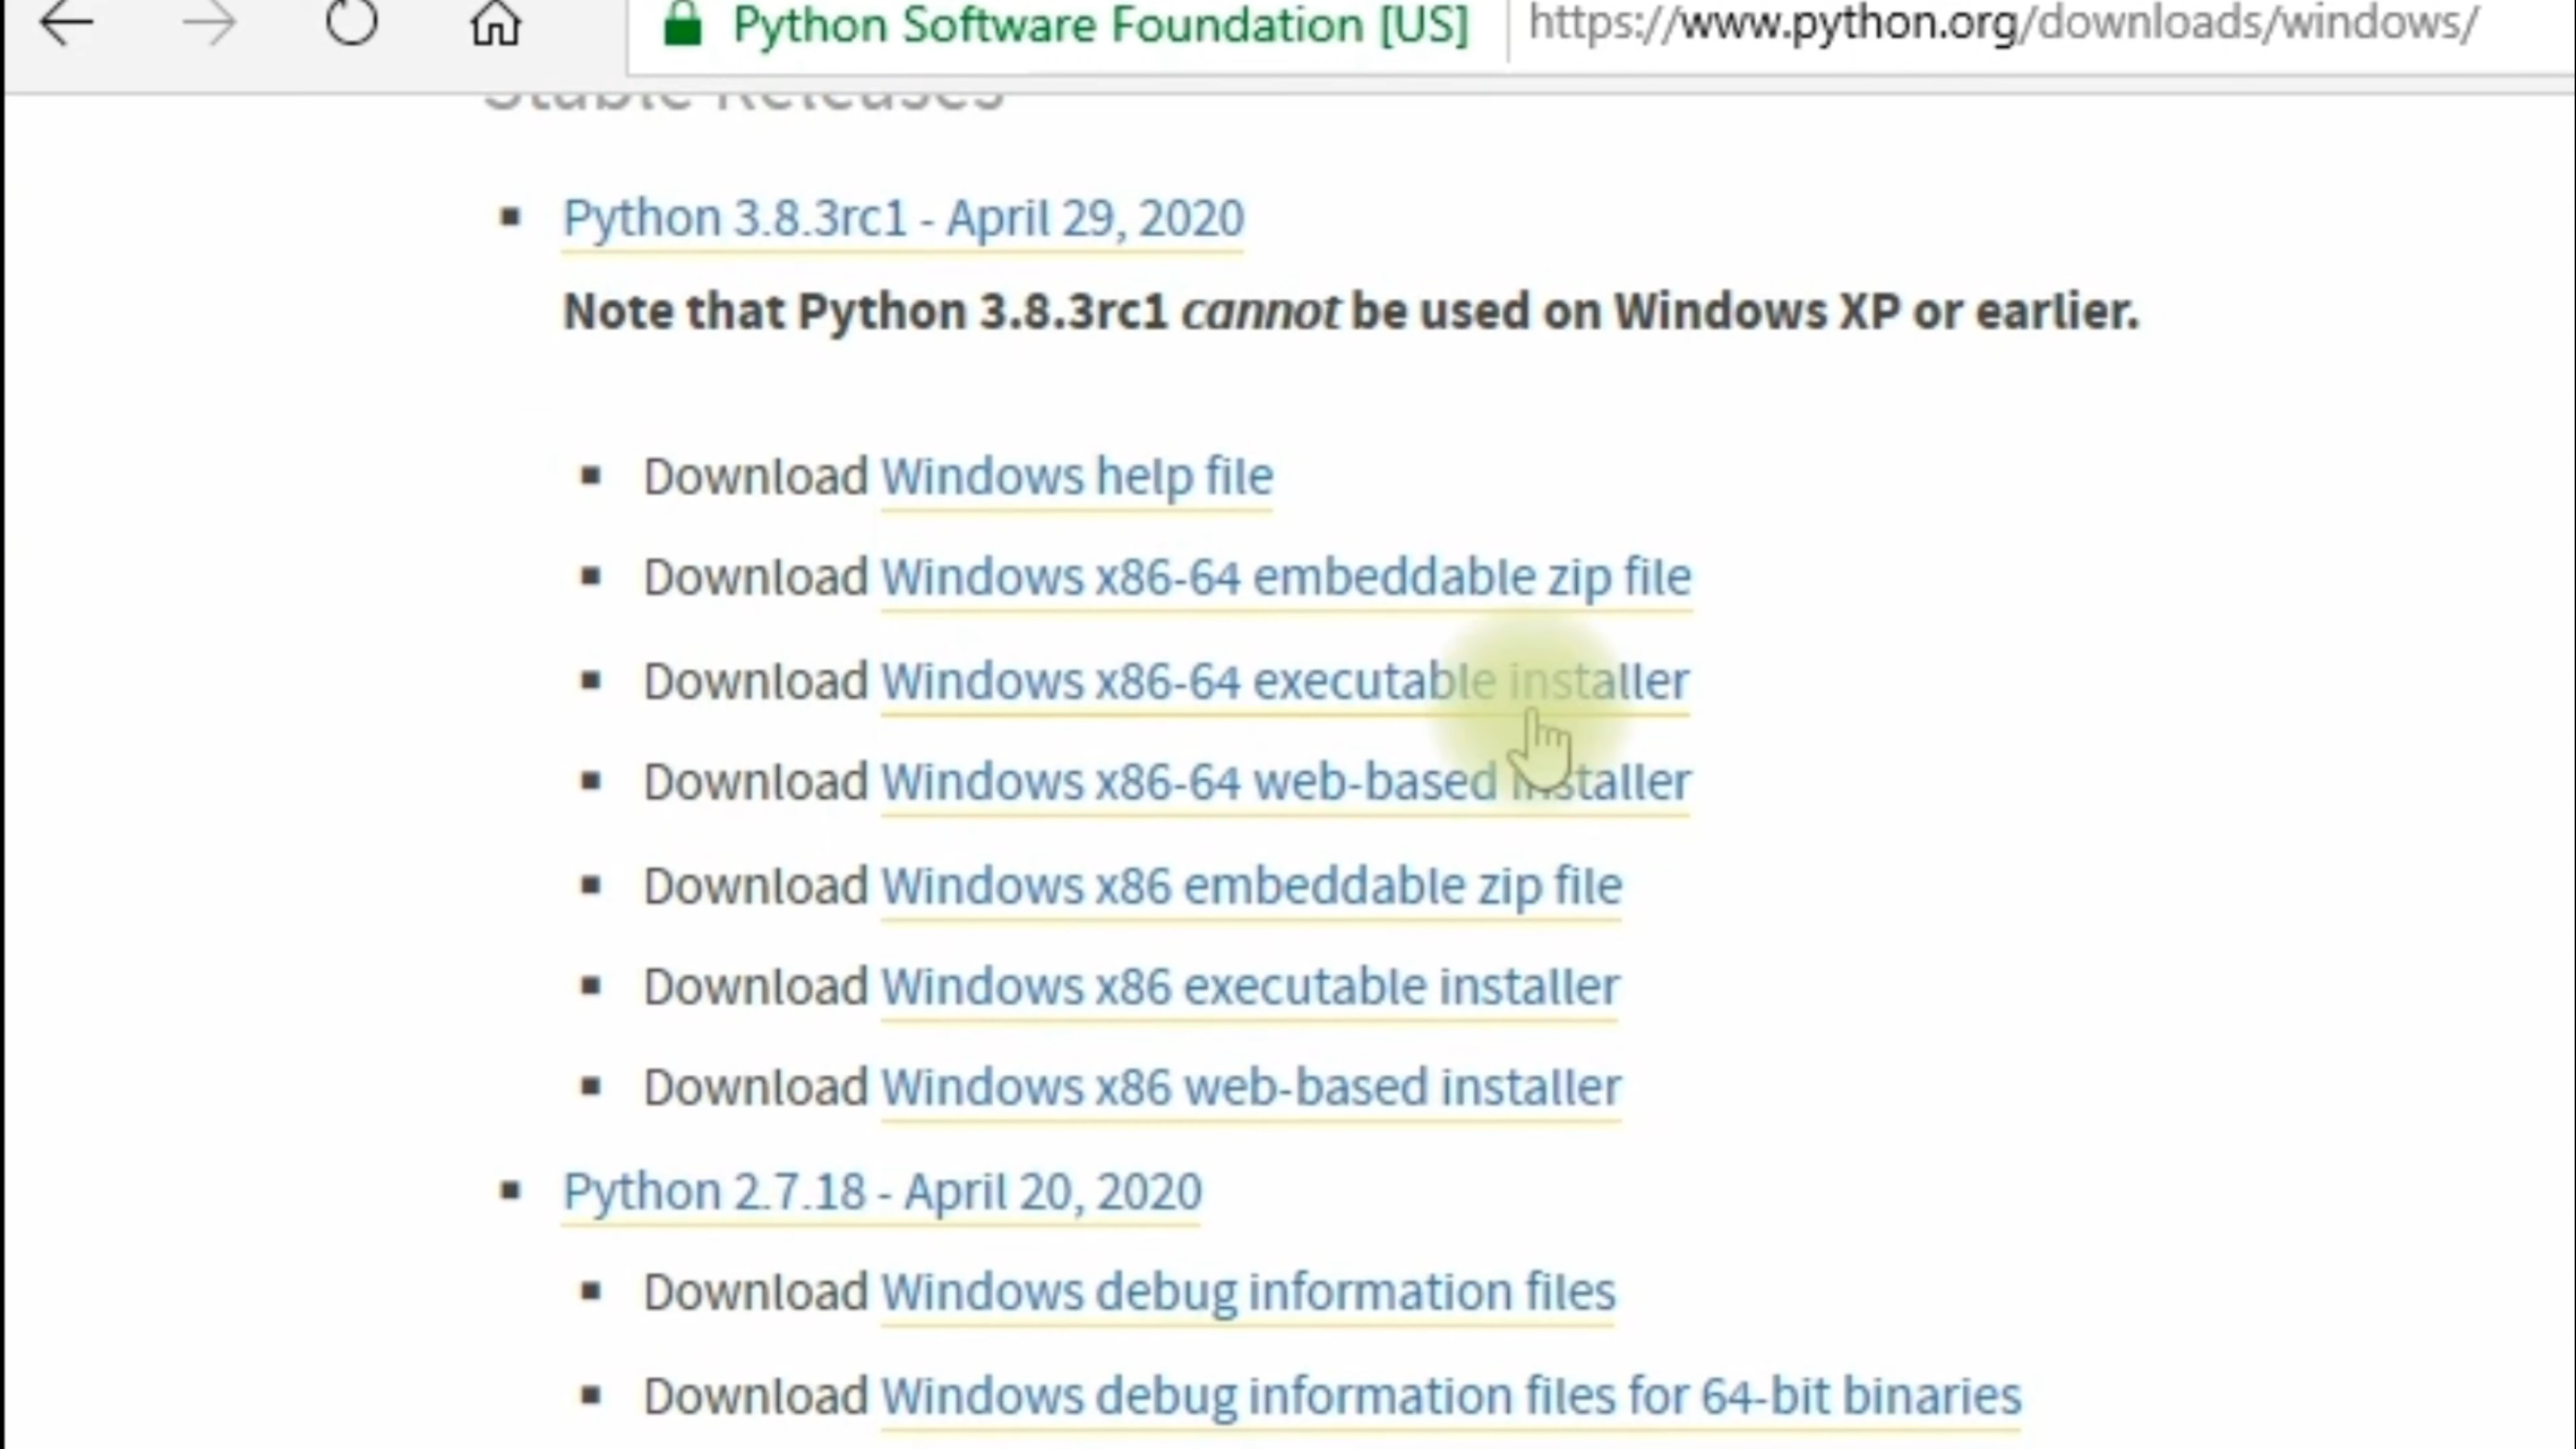 Python Software Foundation [US] https://www.python.org/downloads/windows/
Stable Releases
Python 3.8.3rc1 - April 29, 2020
Note that Python 3.8.3rc1 cannot be used on Windows XP or earlier.
Download Windows help file
Download Windows x86-64 embeddable zip file
Download Windows x86-64 executable installer
Download Windows x86-64 web-based installer
Download Windows x86 embeddable zip file
Download Windows x86 executable installer
Download Windows x86 web-based installer
Python 2.7.18 - April 20, 2020
Download Windows debug information files
Download Windows debug information files for 64-bit binaries